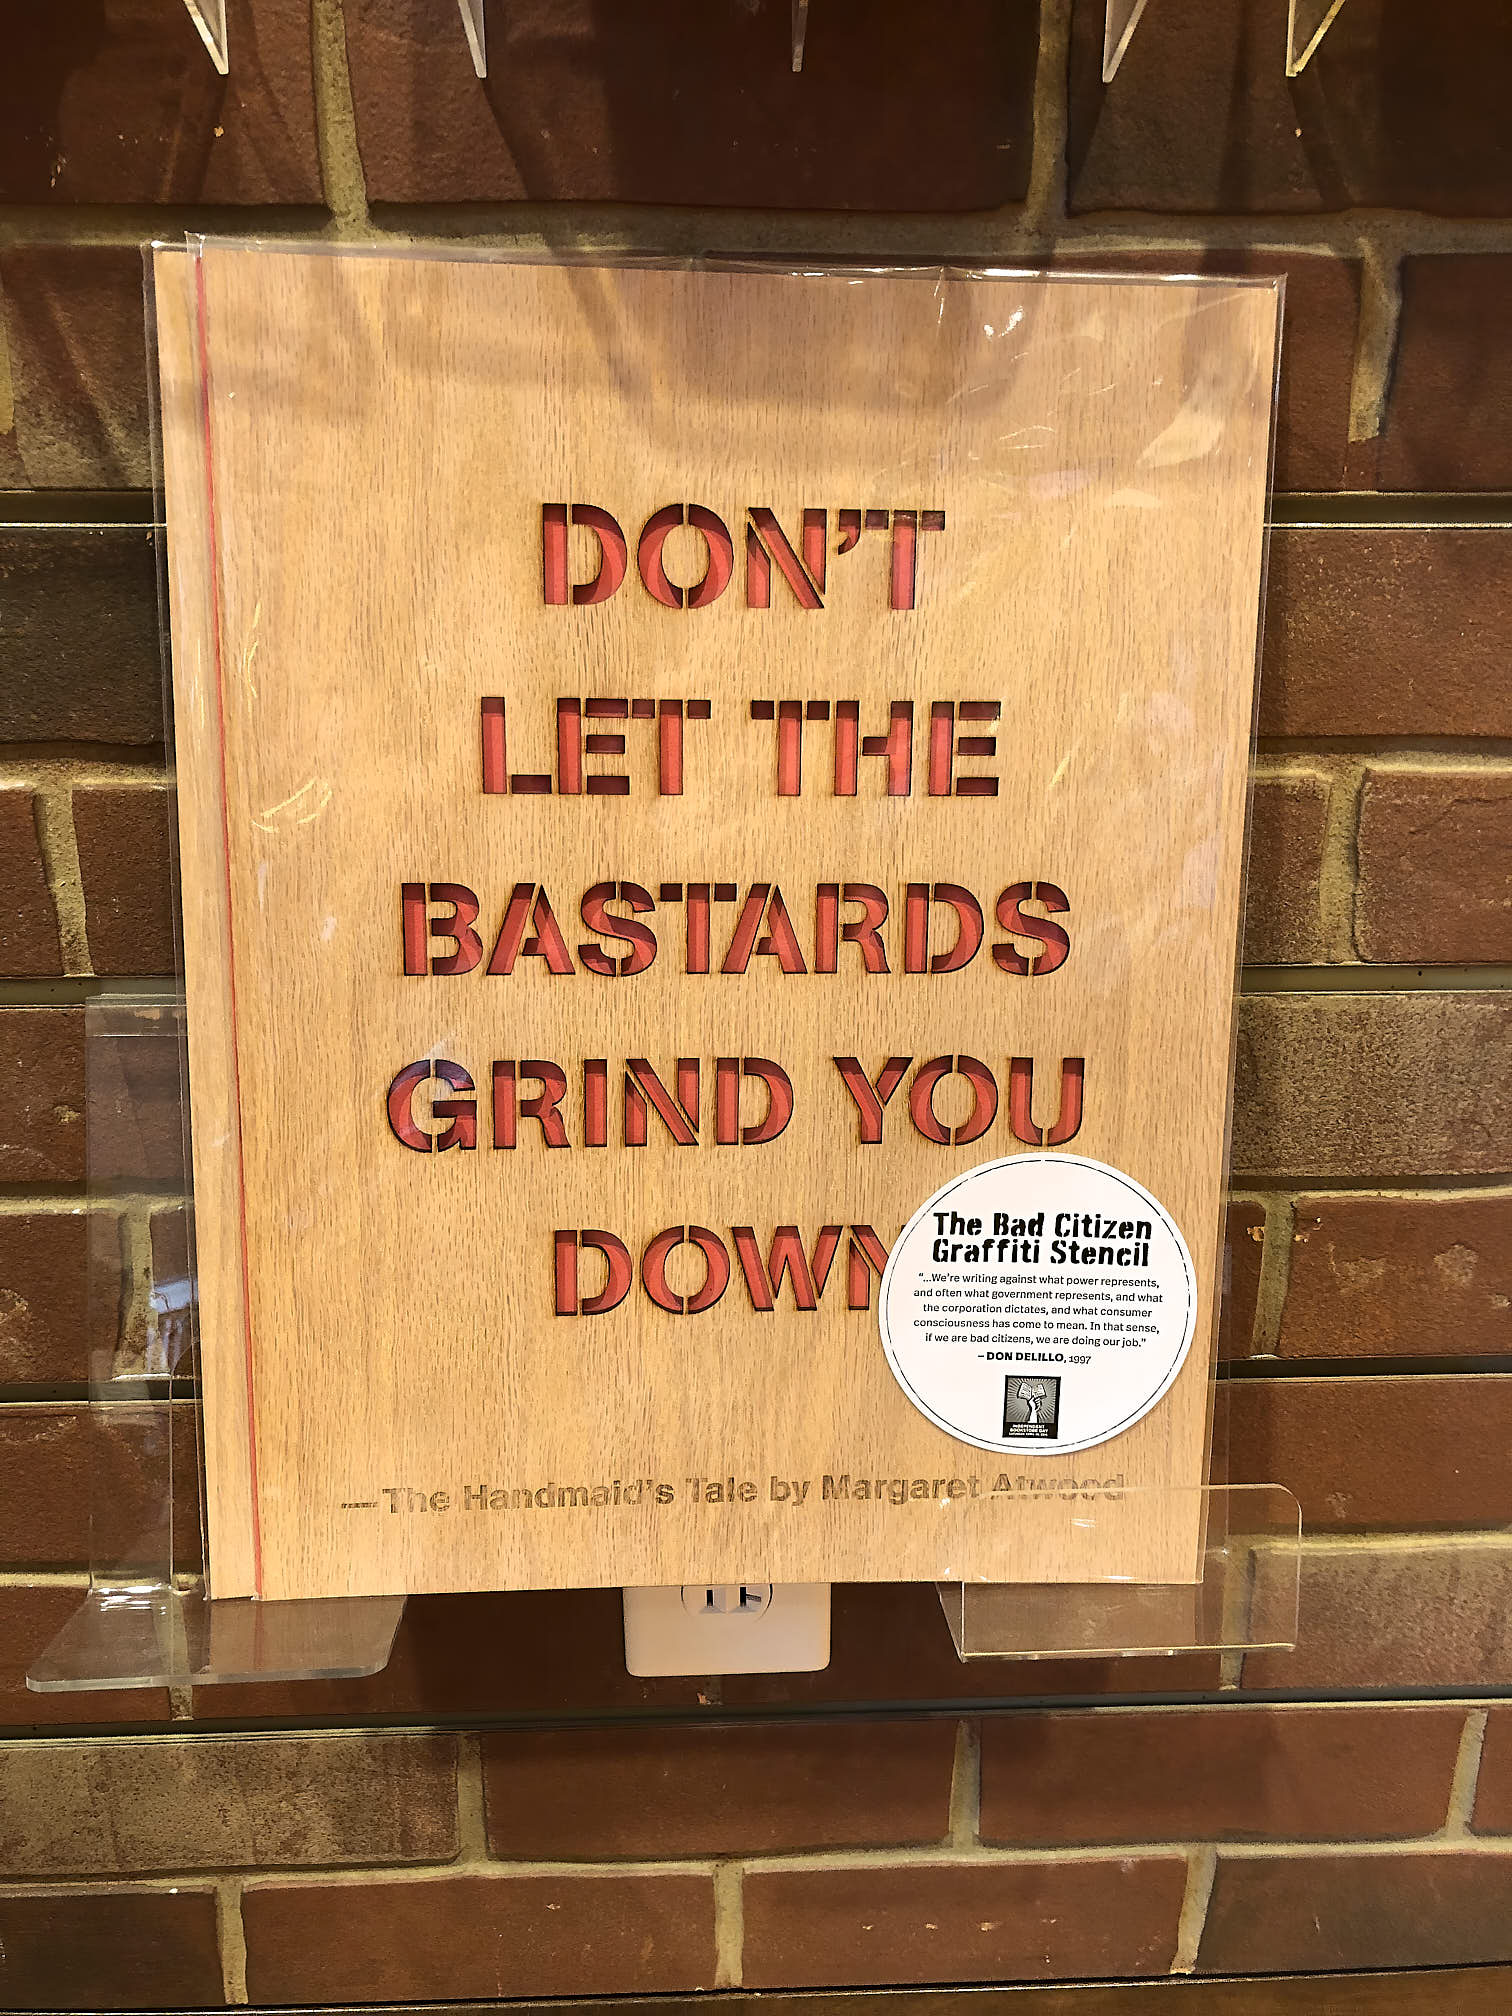 DON'T
LET THE
BASTARDS
GRIND YOU
DOWN
The Bad Citizen
Graffiti Stencil
"...We're writing against what power represents,
and often what government represents, and what
the corporation dictates, and what consumer
consciousness has come to mean. In that sense,
if we are bad citizens, we are doing our job."
– DON DELILLO, 1997
INDEPENDENT
BOOKSTORE DAY
—The Handmaid's Tale by Margaret Atwood